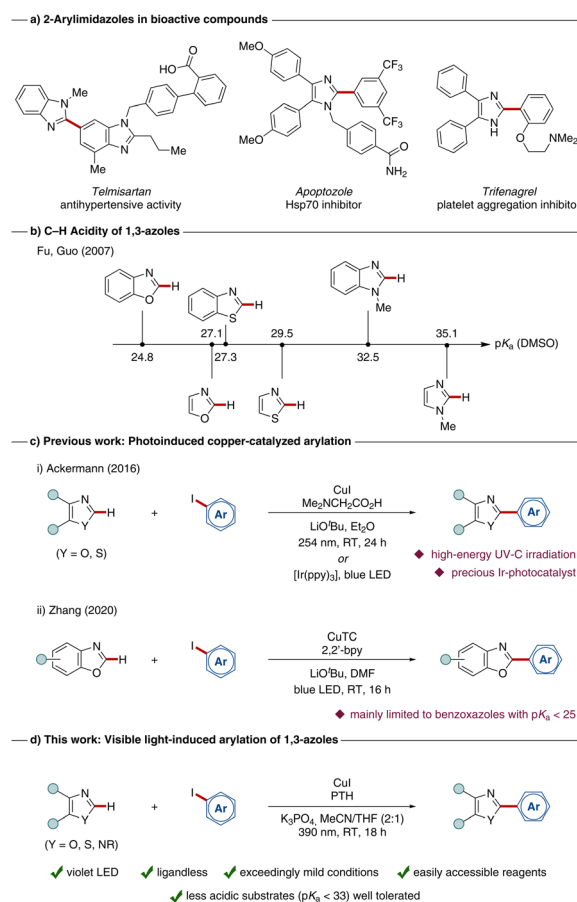 a) 2-Arylimidazoles in bioactive compounds
N
N
Me
N
N
Me
Me
HO
O
Telmisartan
antihypertensive activity
MeO
MeO
N
N
CF3
CF3
O
NH2
Apoptozole
Hsp70 inhibitor
N
N
H
O
NMe2
Trifenagrel
platelet aggregation inhibito
b) C–H Acidity of 1,3-azoles
Fu, Guo (2007)
N
O
H
N
S
H
N
N
H
Me
27.1 29.5 35.1
pKa (DMSO)
24.8 27.3 32.5
N
O
H
N
S
H
N
N
H
Me
c) Previous work: Photoinduced copper-catalyzed arylation
i) Ackermann (2016)
N
Y
H
(Y = O, S)
+
I
Ar
CuI
Me2NCH2CO2H
LiOtBu, Et2O
254 nm, RT, 24 h
or
[Ir(ppy)3], blue LED
N
Y
Ar
high-energy UV-C irradiation
precious Ir-photocatalyst
ii) Zhang (2020)
N
O
H
+
I
Ar
CuTC
2,2'-bpy
LiOtBu, DMF
blue LED, RT, 16 h
N
O
Ar
mainly limited to benzoxazoles with pKa < 25
d) This work: Visible light-induced arylation of 1,3-azoles
N
Y
H
(Y = O, S, NR)
+
I
Ar
CuI
PTH
K3PO4, MeCN/THF (2:1)
390 nm, RT, 18 h
N
Y
Ar
violet LED ligandless exceedingly mild conditions easily accessible reagents
less acidic substrates (pKa < 33) well tolerated